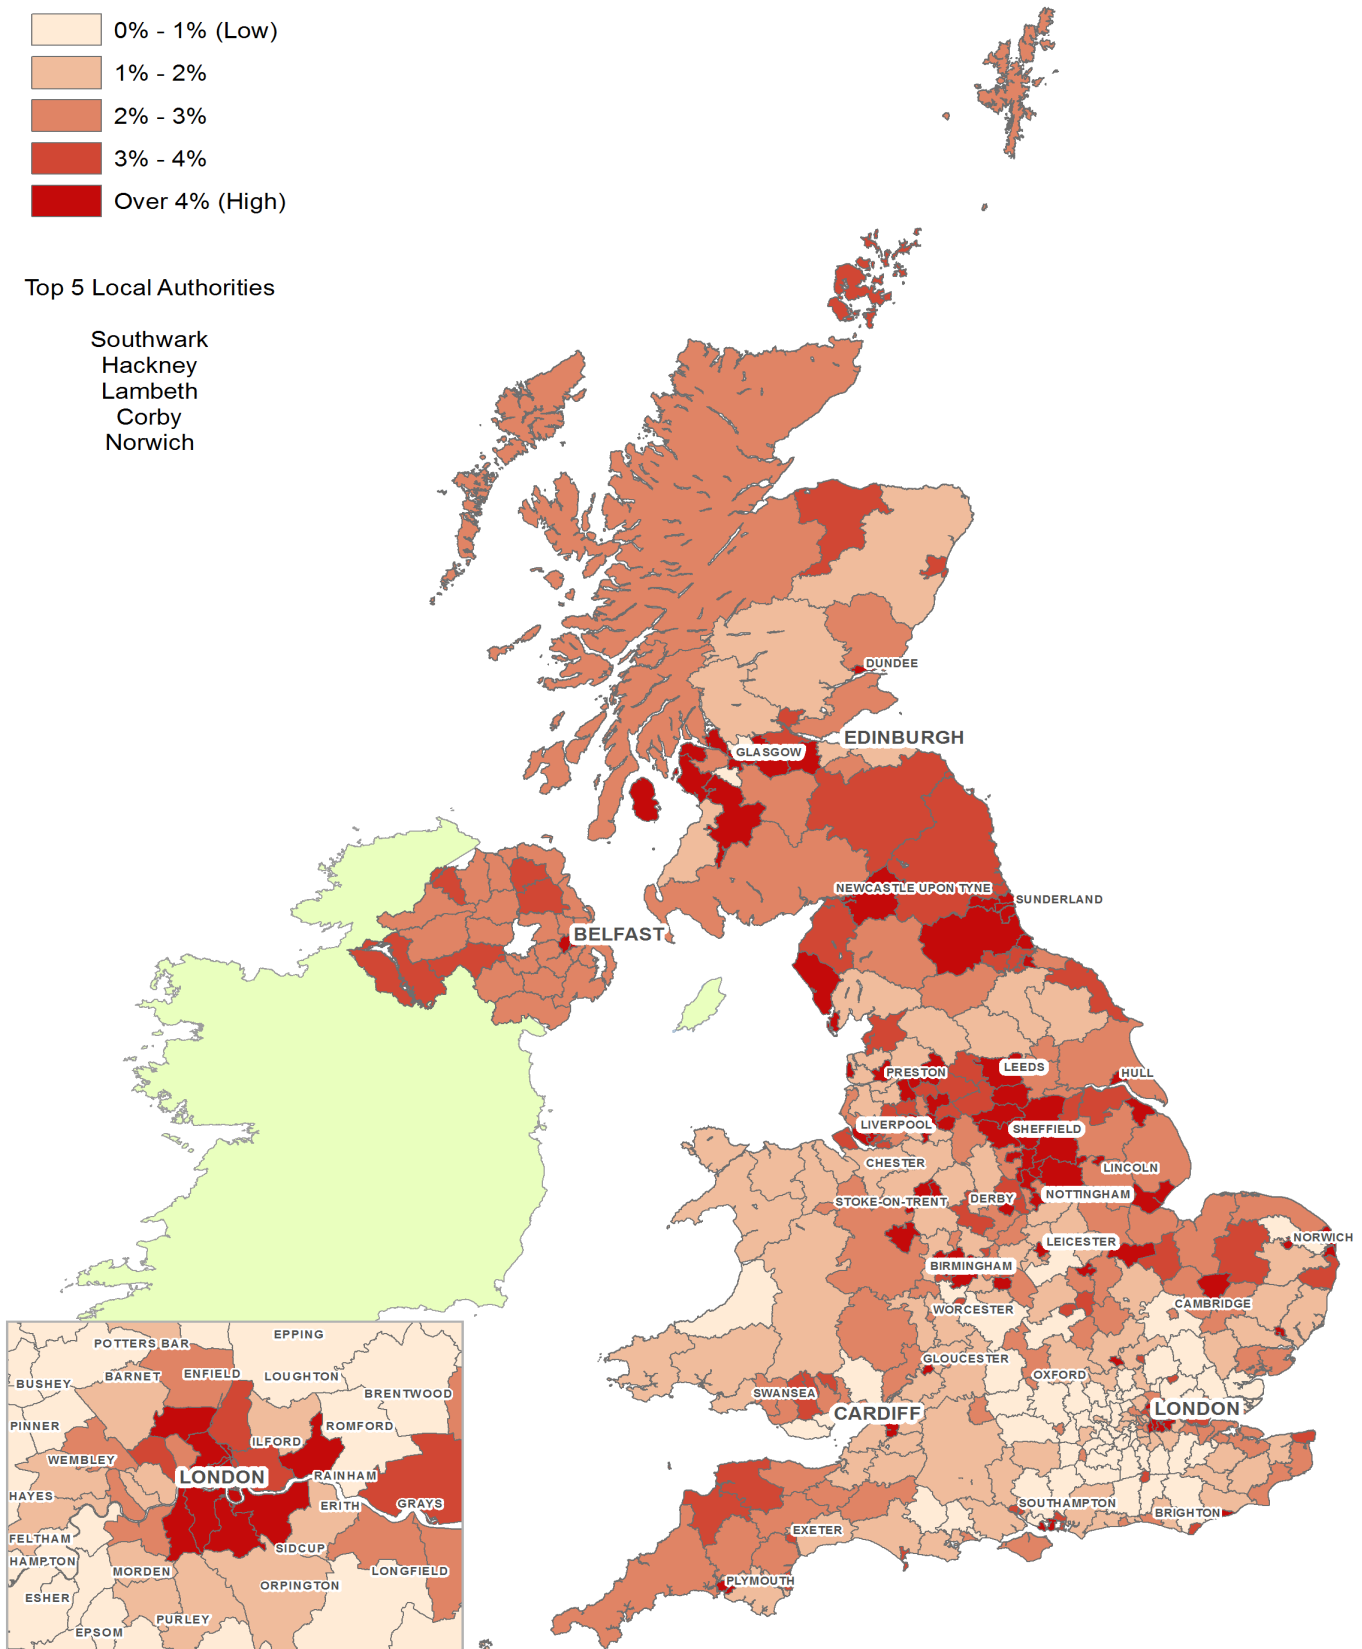 0% - 1% (Low)
1% - 2%
2% - 3%
3% - 4%
Over 4% (High)
Top 5 Local Authorities
Southwark
Hackney
Lambeth
Corby
Norwich
DUNDEE
EDINBURGH
GLASGOW
NEWCASTLE UPON TYNE
SUNDERLAND
BELFAST
PRESTON
LEEDS
HULL
LIVERPOOL
SHEFFIELD
CHESTER
LINCOLN
STOKE-ON-TRENT
DERBY
NOTTINGHAM
LEICESTER
NORWICH
BIRMINGHAM
WORCESTER
CAMBRIDGE
GLOUCESTER
OXFORD
SWANSEA
CARDIFF
LONDON
SOUTHAMPTON
BRIGHTON
EXETER
PLYMOUTH
POTTERS BAR
EPPING
BARNET
ENFIELD
LOUGHTON
BUSHEY
BRENTWOOD
PINNER
ROMFORD
ILFORD
WEMBLEY
LONDON
RAINHAM
HAYES
ERITH
GRAYS
FELTHAM
SIDCUP
HAMPTON
MORDEN
LONGFIELD
ORPINGTON
ESHER
PURLEY
EPSOM